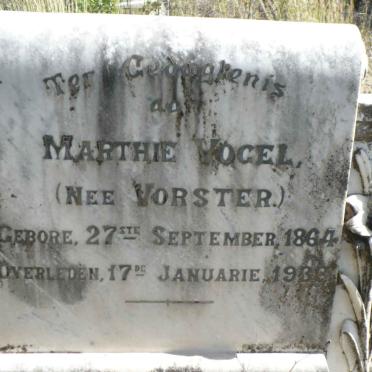 Ter Gedagtenis
aan
MARTHIE VOGEL,
(NEE VORSTER.)
GEBORE, 27STE SEPTEMBER, 1864.
OVERLEDEN, 17DE JANUARIE,